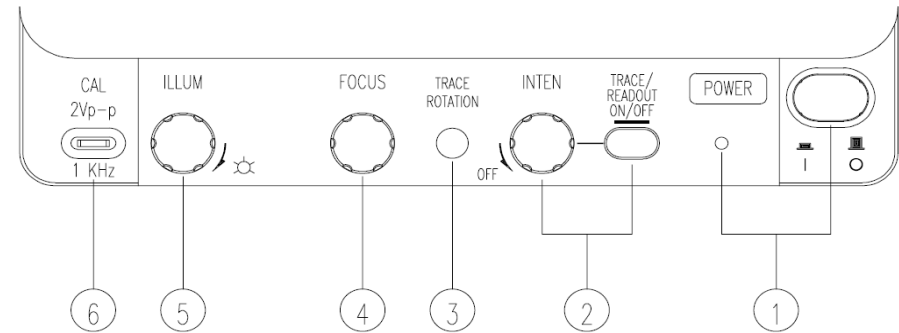 CAL
2Vp-p
1 KHz
ILLUM
FOCUS
TRACE
ROTATION
INTEN
OFF
TRACE/
READOUT
ON/OFF
POWER
I O
6 5 4 3 2 1